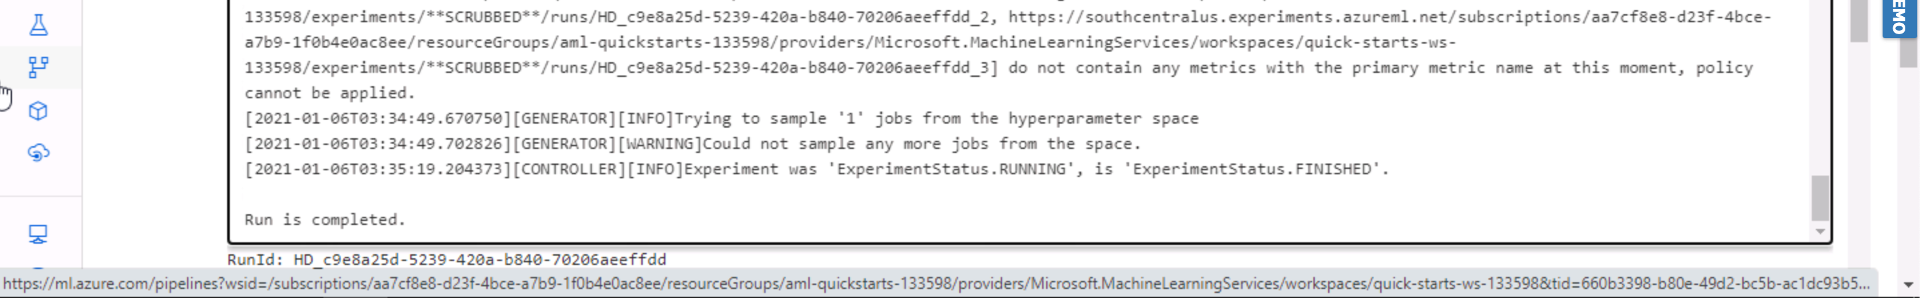 133598/experiments/**SCRUBBED**/runs/HD_c9e8a25d-5239-420a-b840-70206aeeffdd_2, https://southcentralus.experiments.azureml.net/subscriptions/aa7cf8e8-d23f-4bce-
a7b9-1f0b4e0ac8ee/resourceGroups/aml-quickstarts-133598/providers/Microsoft.MachineLearningServices/workspaces/quick-starts-ws-
133598/experiments/**SCRUBBED**/runs/HD_c9e8a25d-5239-420a-b840-70206aeeffdd_3] do not contain any metrics with the primary metric name at this moment, policy
cannot be applied.
[2021-01-06T03:34:49.670750][GENERATOR][INFO]Trying to sample '1' jobs from the hyperparameter space
[2021-01-06T03:34:49.702826][GENERATOR][WARNING]Could not sample any more jobs from the space.
[2021-01-06T03:35:19.204373][CONTROLLER][INFO]Experiment was 'ExperimentStatus.RUNNING', is 'ExperimentStatus.FINISHED'.
Run is completed.
RunId: HD_c9e8a25d-5239-420a-b840-70206aeeffdd
https://ml.azure.com/pipelines?wsid=/subscriptions/aa7cf8e8-d23f-4bce-a7b9-1f0b4e0ac8ee/resourceGroups/aml-quickstarts-133598/providers/Microsoft.MachineLearningServices/workspaces/quick-starts-ws-133598&tid=660b3398-b80e-49d2-bc5b-ac1dc93b5...
EMO